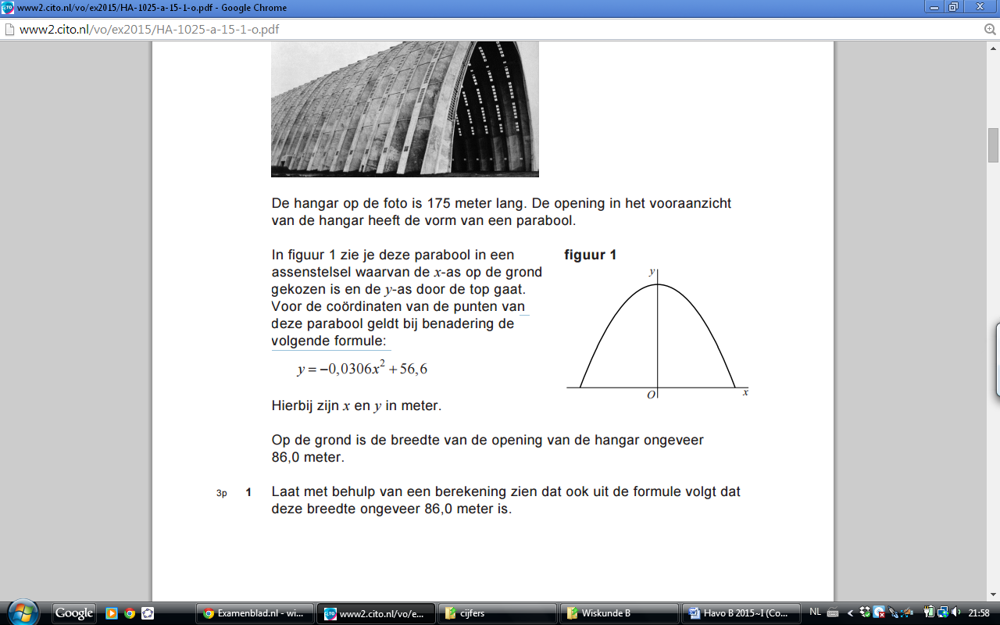 www2.cito.nl/vo/ex2015/HA-1025-a-15-1-o.pdf - Google Chrome
www2.cito.nl/vo/ex2015/HA-1025-a-15-1-o.pdf
De hangar op de foto is 175 meter lang. De opening in het vooraanzicht
van de hangar heeft de vorm van een parabool.
In figuur 1 zie je deze parabool in een
assenstelsel waarvan de x-as op de grond
gekozen is en de y-as door de top gaat.
Voor de coördinaten van de punten van
deze parabool geldt bij benadering de
volgende formule:
y = −0,0306x² + 56,6
Hierbij zijn x en y in meter.
figuur 1
y
O
x
Op de grond is de breedte van de opening van de hangar ongeveer
86,0 meter.
3p 1 Laat met behulp van een berekening zien dat ook uit de formule volgt dat
deze breedte ongeveer 86,0 meter is.
Google
Examenblad.nl - wi...
www2.cito.nl/vo/e...
cijfers
Wiskunde B
Havo B 2015~I (Co...
NL
21:58